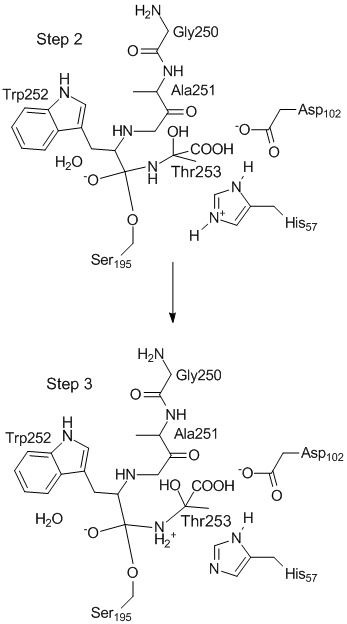 H₂N
Step 2
Gly250
O
NH
Trp252
H
N
Ala251
O
HN
OH
COOH
H₂O
⁻O
N
H
Thr253
⁻O
O
Asp₁₀₂
H
N
N⁺
H
His₅₇
O
Ser₁₉₅
H₂N
Step 3
Gly250
O
NH
Trp252
H
N
Ala251
O
HN
HO
COOH
H₂O
⁻O
N
H₂⁺
Thr253
⁻O
O
Asp₁₀₂
H
N
N
His₅₇
O
Ser₁₉₅